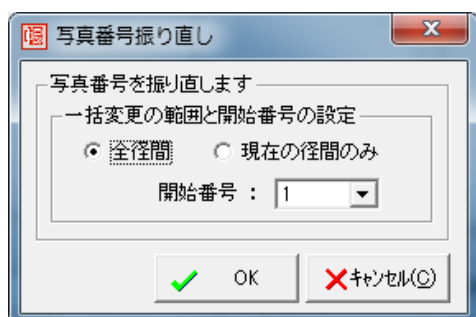 写真番号振り直し
写真番号を振り直します
一括変更の範囲と開始番号の設定
全径間 現在の径間のみ
開始番号 : 1
OK ｷｬﾝｾﾙ(C)